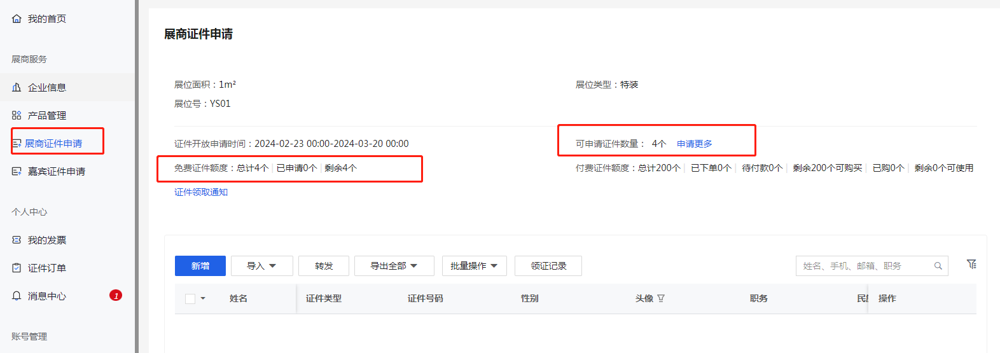 我的首页
展商服务
企业信息
产品管理
展商证件申请
嘉宾证件申请
个人中心
我的发票
证件订单
消息中心 1
账号管理
展商证件申请
展位面积：1m² 展位类型：特装
展位号：YS01
证件开放申请时间：2024-02-23 00:00-2024-03-20 00:00 可申请证件数量： 4个 申请更多
免费证件额度：总计4个 已申请0个 剩余4个 付费证件额度：总计200个 已下单0个 待付款0个 剩余200个可购买 已购0个 剩余0个可使用
证件领取通知
新增 导入 转发 导出全部 批量操作 领证记录 姓名、手机、邮箱、职务
姓名 证件类型 证件号码 性别 头像 职务 民 操作